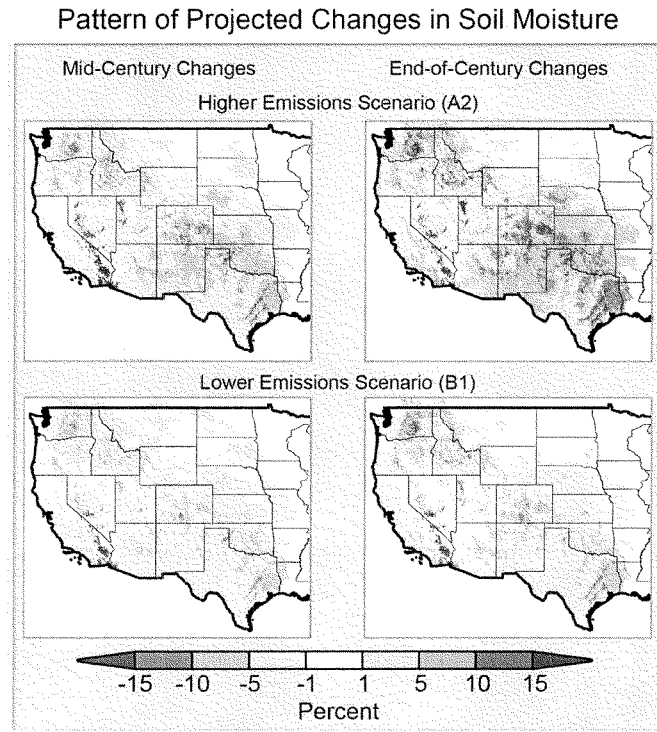 Pattern of Projected Changes in Soil Moisture
Mid-Century Changes
End-of-Century Changes
Higher Emissions Scenario (A2)
Lower Emissions Scenario (B1)
-15 -10 -5 -1 1 5 10 15
Percent